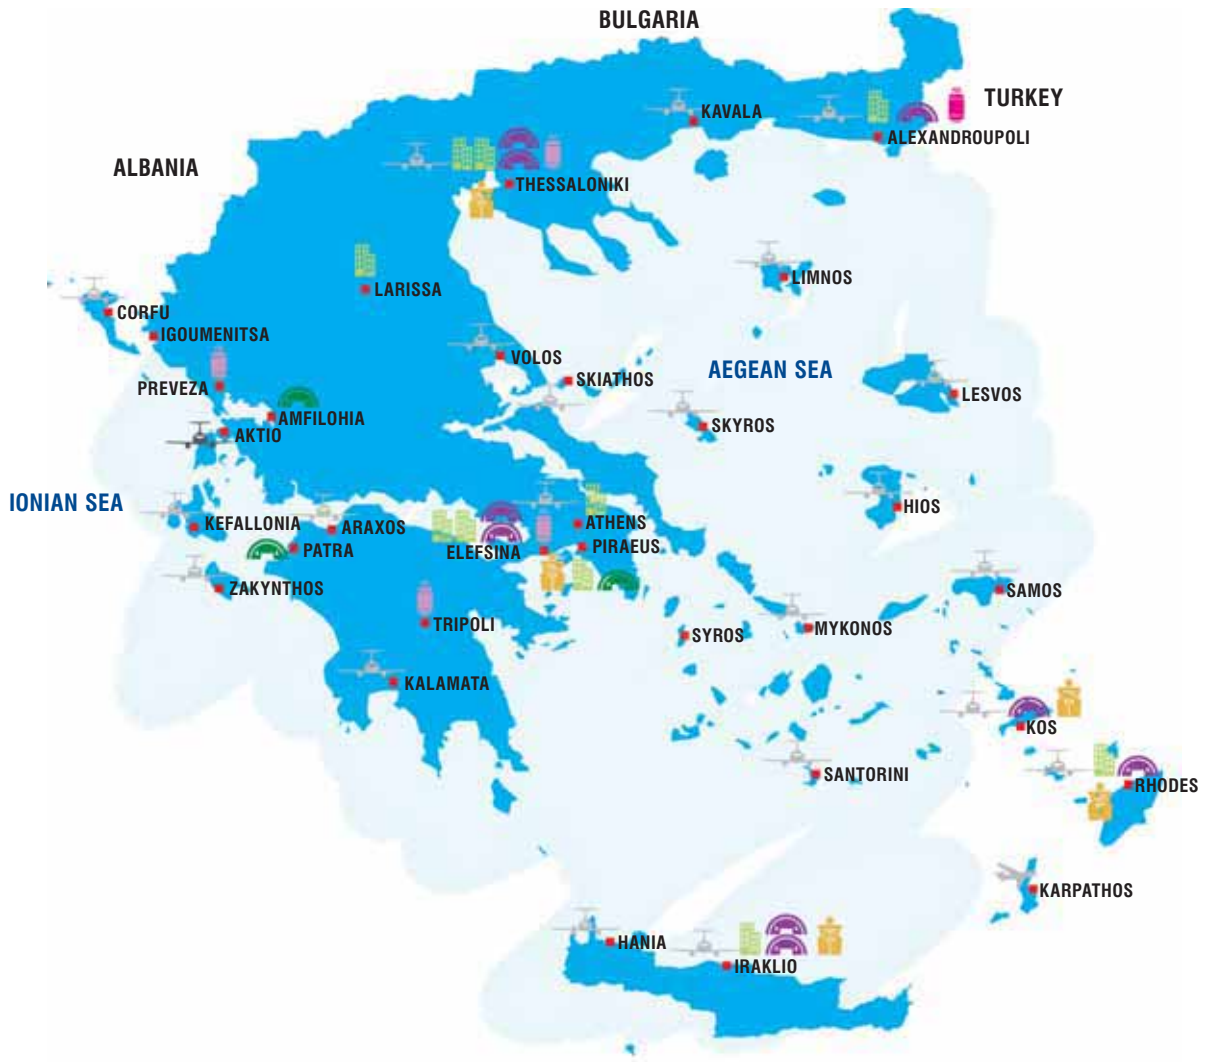 BULGARIA
TURKEY
KAVALA
ALEXANDROUPOLI
ALBANIA
THESSALONIKI
LIMNOS
LARISSA
CORFU
IGOUMENITSA
VOLOS
AEGEAN SEA
SKIATHOS
PREVEZA
LESVOS
AMFILOHIA
SKYROS
AKTIO
IONIAN SEA
HIOS
KEFALLONIA
ARAXOS
ATHENS
PATRA
ELEFSINA
PIRAEUS
ZAKYNTHOS
SAMOS
TRIPOLI
SYROS
MYKONOS
KALAMATA
KOS
SANTORINI
RHODES
KARPATHOS
HANIA
IRAKLIO